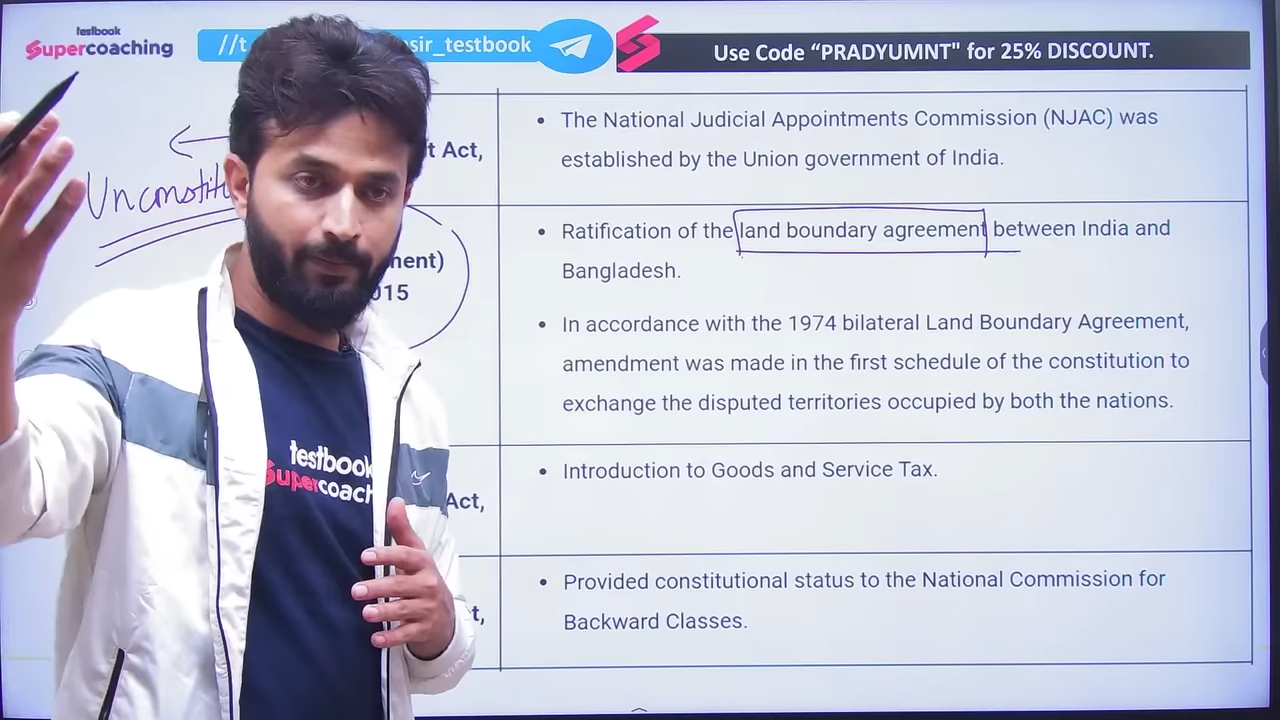 testbook
Supercoaching
//t
sir_testbook
Use Code “PRADYUMNT" for 25% DISCOUNT.
t Act,
• The National Judicial Appointments Commission (NJAC) was
established by the Union government of India.
• Ratification of the land boundary agreement between India and
Bangladesh.
• In accordance with the 1974 bilateral Land Boundary Agreement,
amendment was made in the first schedule of the constitution to
exchange the disputed territories occupied by both the nations.
ment)
015
Act,
• Introduction to Goods and Service Tax.
t,
• Provided constitutional status to the National Commission for
Backward Classes.
Unconstit
testbook
Supercoach